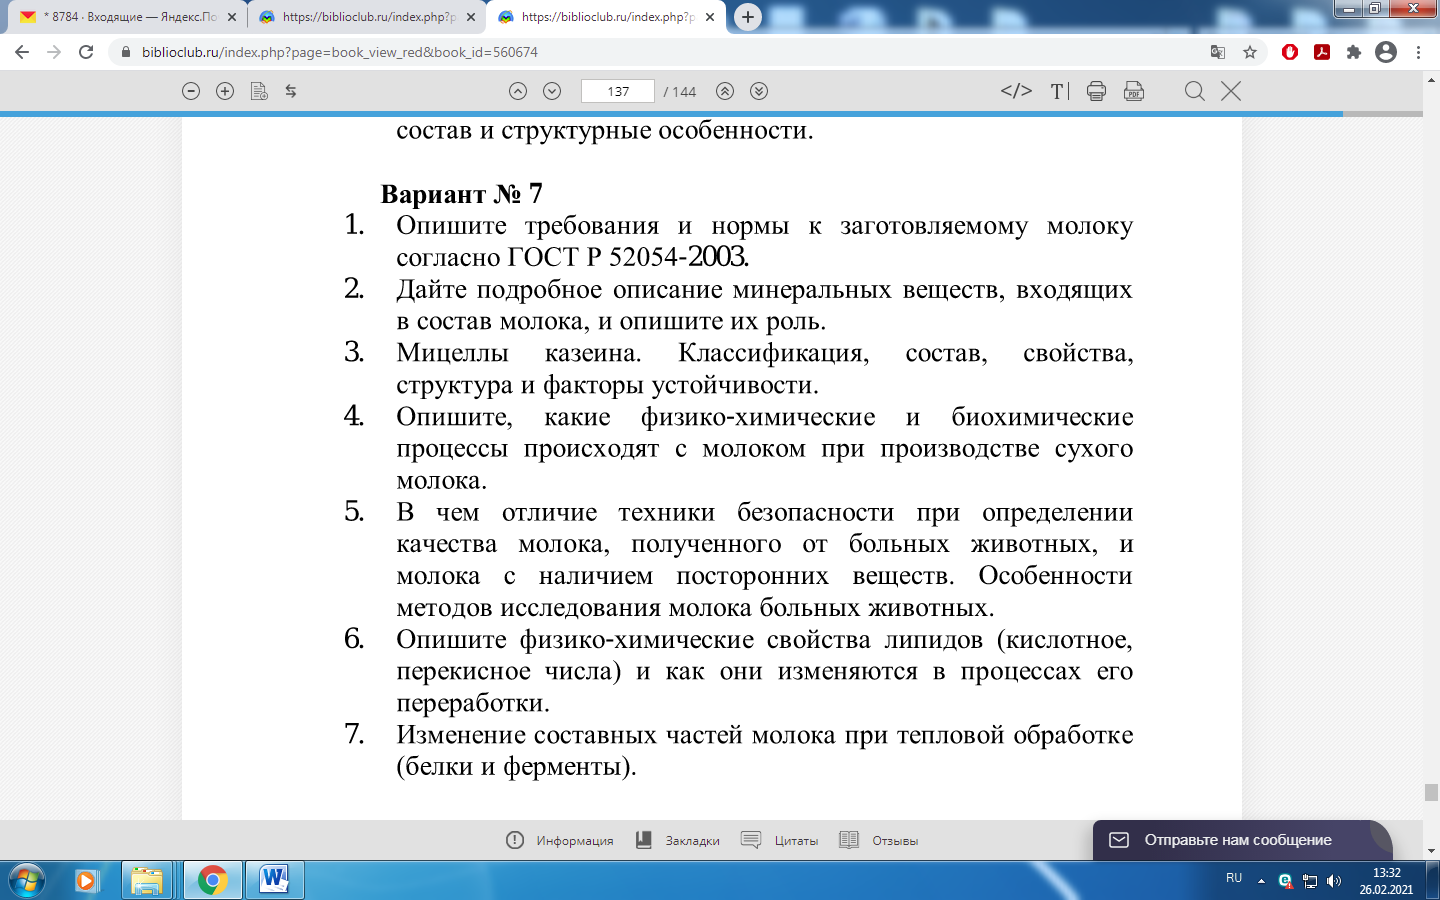 * 8784 · Входящие — Яндекс.По
https://biblioclub.ru/index.php?p
https://biblioclub.ru/index.php?p
biblioclub.ru/index.php?page=book_view_red&book_id=560674
137 / 144
состав и структурные особенности.
Вариант № 7
1. Опишите требования и нормы к заготовляемому молоку
согласно ГОСТ Р 52054-2003.
2. Дайте подробное описание минеральных веществ, входящих
в состав молока, и опишите их роль.
3. Мицеллы казеина. Классификация, состав, свойства,
структура и факторы устойчивости.
4. Опишите, какие физико-химические и биохимические
процессы происходят с молоком при производстве сухого
молока.
5. В чем отличие техники безопасности при определении
качества молока, полученного от больных животных, и
молока с наличием посторонних веществ. Особенности
методов исследования молока больных животных.
6. Опишите физико-химические свойства липидов (кислотное,
перекисное числа) и как они изменяются в процессах его
переработки.
7. Изменение составных частей молока при тепловой обработке
(белки и ферменты).
Информация Закладки Цитаты Отзывы
Отправьте нам сообщение
RU
13:32
26.02.2021